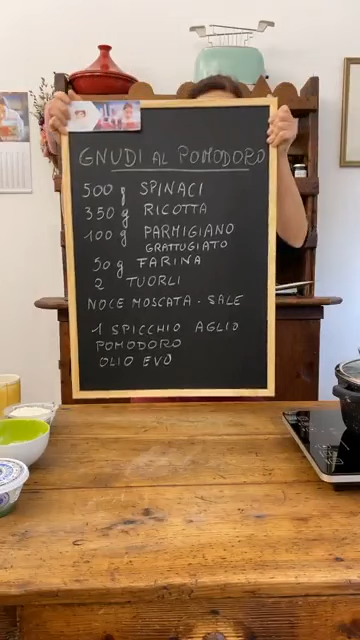 GNUDI AL POMODORO
500 g SPINACI
350 g RICOTTA
100 g PARMIGIANO
GRATTUGIATO
50 g FARINA
2 TUORLI
NOCE MOSCATA - SALE
1 SPICCHIO AGLIO
POMODORO
OLIO EVO